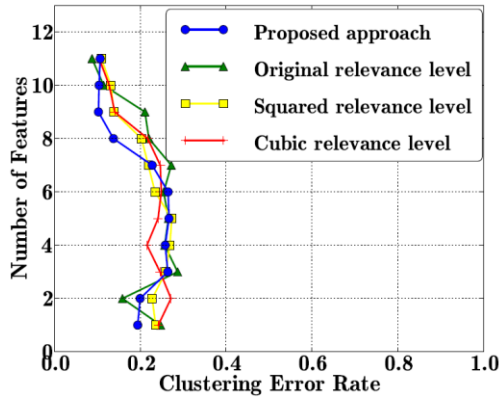 12
10
8
6
4
2
0
Number of Features
Proposed approach
Original relevance level
Squared relevance level
Cubic relevance level
0.0 0.2 0.4 0.6 0.8 1.0
Clustering Error Rate